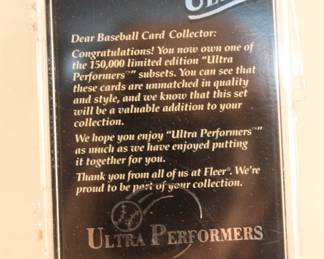 Dear Baseball Card Collector:
Congratulations! You now own one of
the 150,000 limited edition "Ultra
Performers™" subsets. You can see that
these cards are unmatched in quality
and style, and we know that this set
will be a valuable addition to your
collection.
We hope you enjoy "Ultra Performers™"
as much as we have enjoyed putting
it together for you.
Thank you from all of us at Fleer®. We're
proud to be part of your collection.
ULTRA PERFORMERS